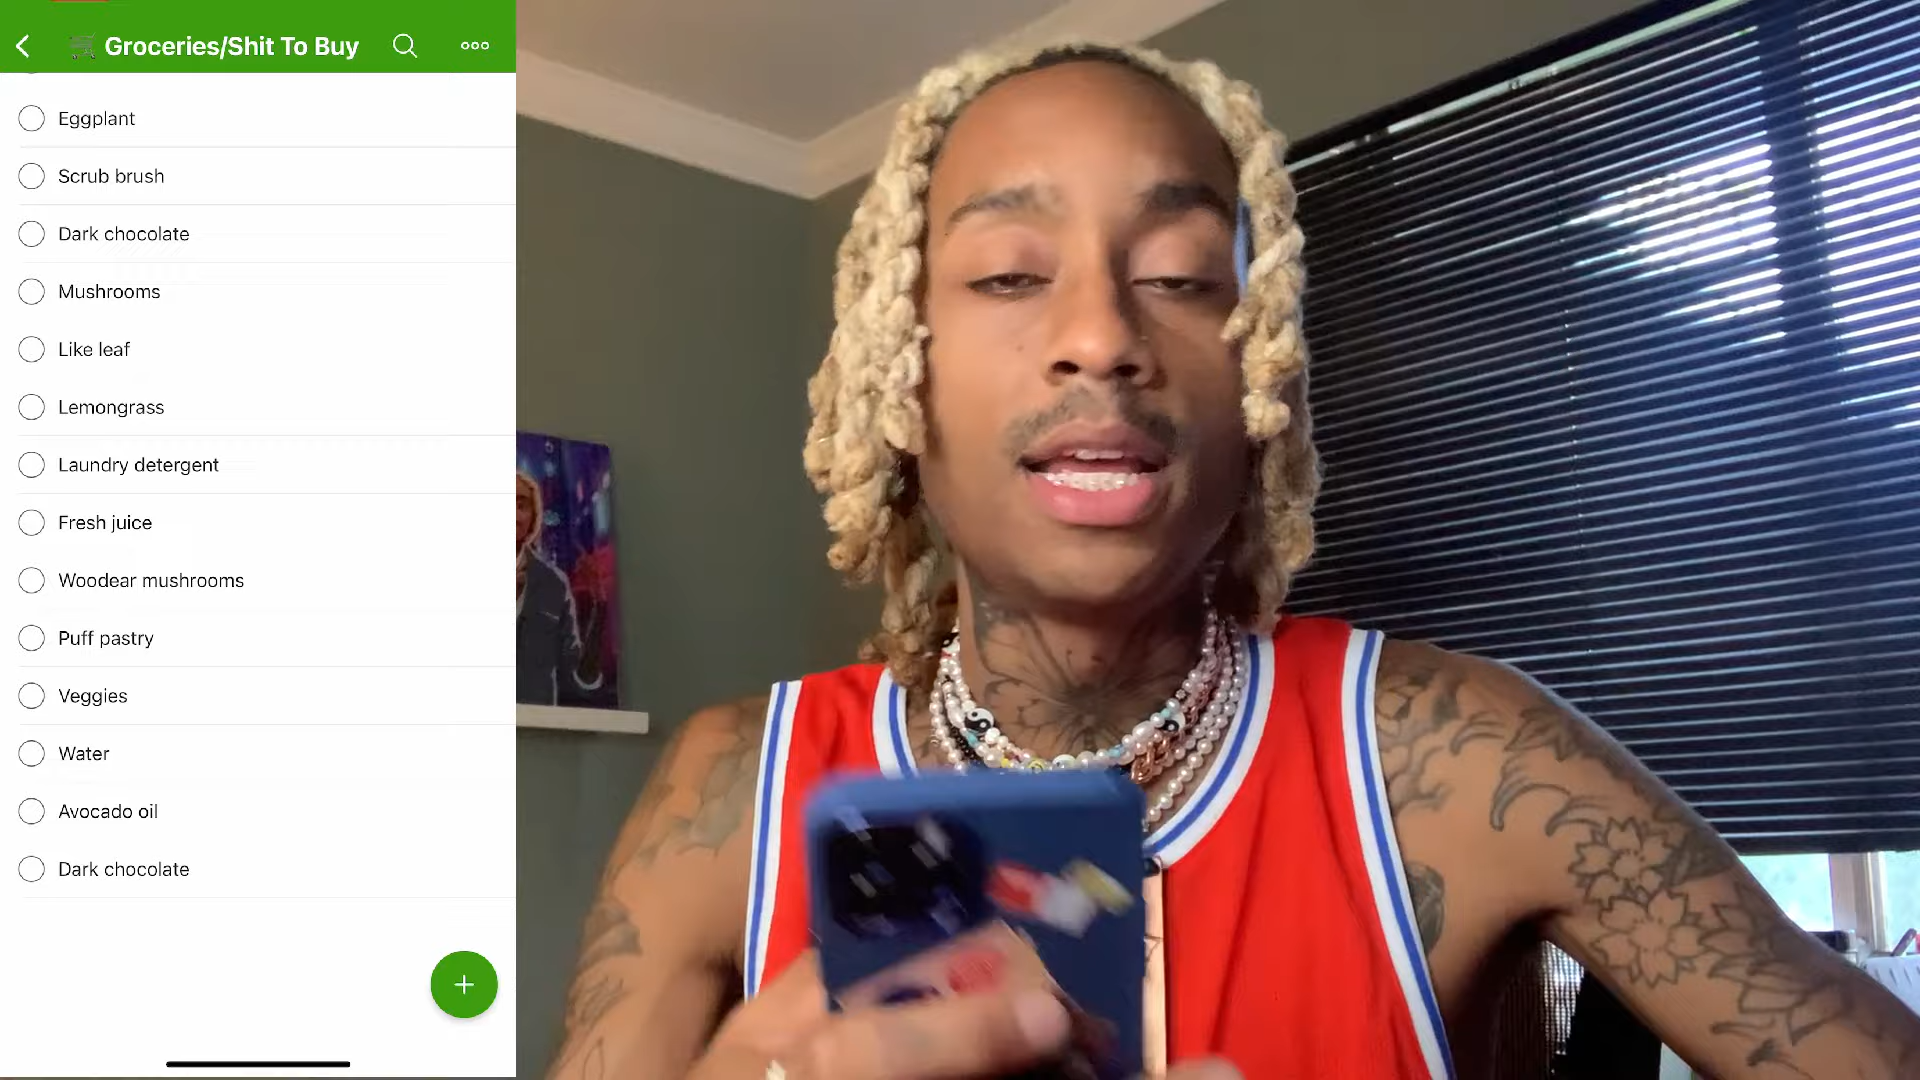 Groceries/Shit To Buy
Eggplant
Scrub brush
Dark chocolate
Mushrooms
Like leaf
Lemongrass
Laundry detergent
Fresh juice
Woodear mushrooms
Puff pastry
Veggies
Water
Avocado oil
Dark chocolate